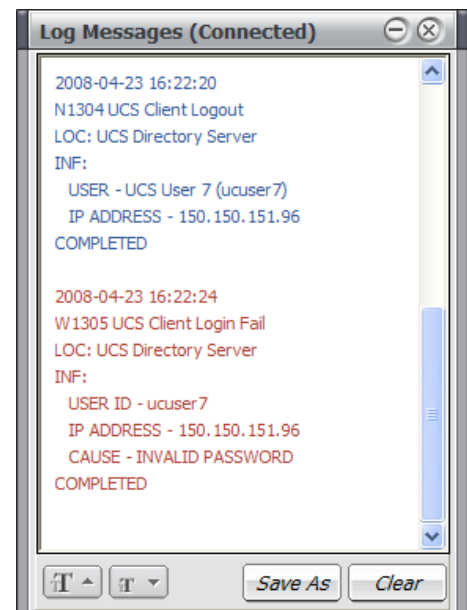 Log Messages (Connected)
2008-04-23 16:22:20
N1304 UCS Client Logout
LOC: UCS Directory Server
INF:
USER - UCS User 7 (ucuser7)
IP ADDRESS - 150.150.151.96
COMPLETED
2008-04-23 16:22:24
W1305 UCS Client Login Fail
LOC: UCS Directory Server
INF:
USER ID - ucuser7
IP ADDRESS - 150.150.151.96
CAUSE - INVALID PASSWORD
COMPLETED
T T Save As Clear